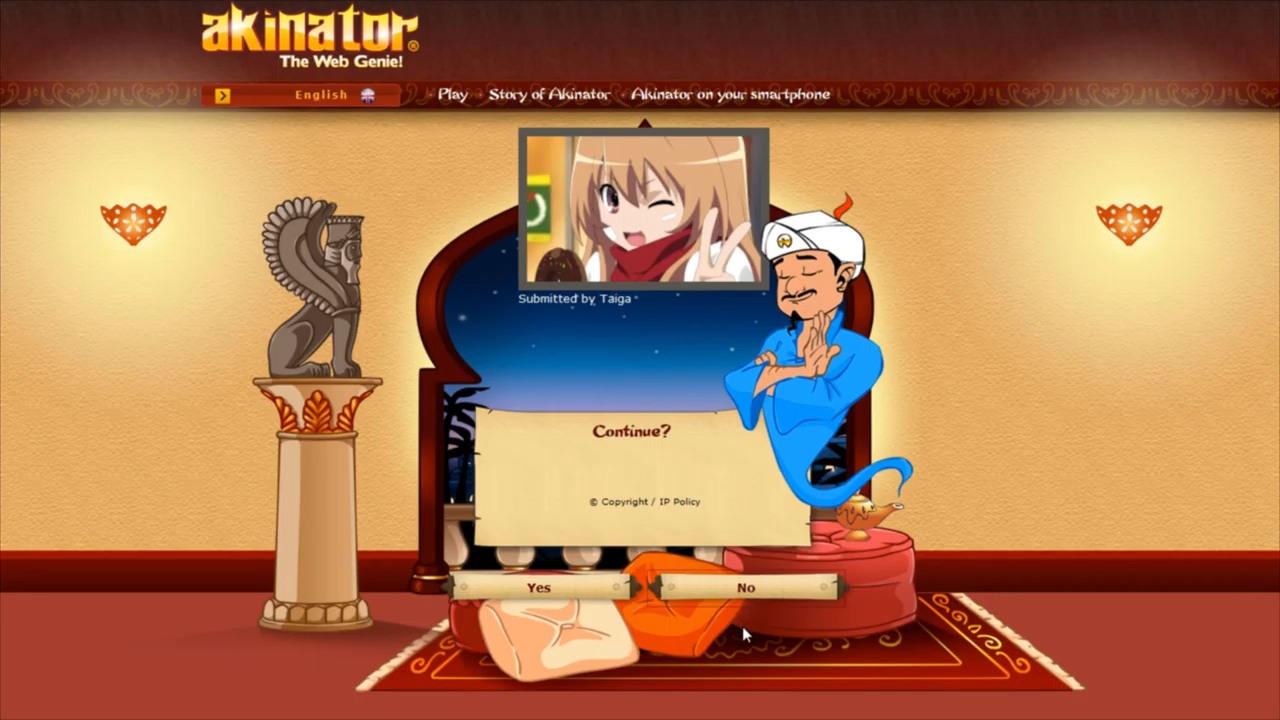 akinator®
The Web Genie!
English
Play
Story of Akinator
Akinator on your smartphone
Submitted by Taiga
Continue?
© Copyright / IP Policy
Yes
No